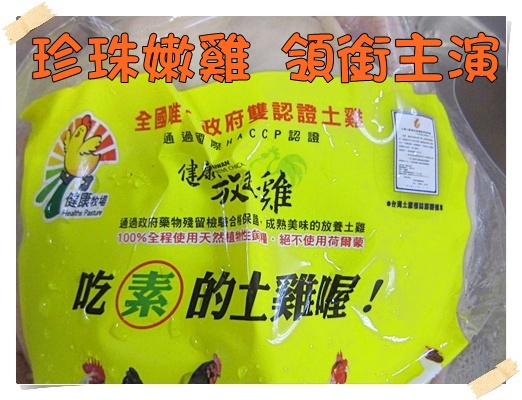 珍珠嫩雞 領銜主演
全國唯 政府雙認證土雞
通過國際HACCP認證
健康牧場
Healthy Pasture
健康
放養雞
通過政府藥物殘留檢驗合格保證,成熟美味的放養土雞
100%全程使用天然植物性飼料,絕不使用荷爾蒙
吃素的土雞喔!